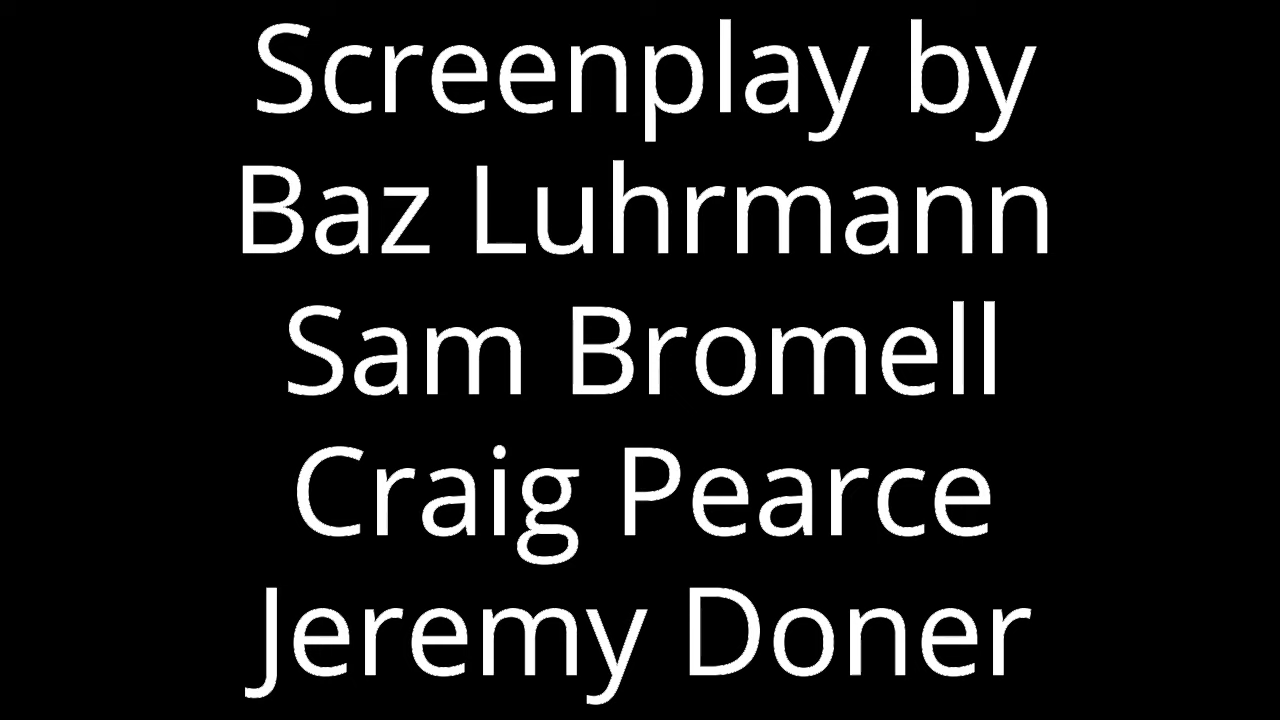 Screenplay by
Baz Luhrmann
Sam Bromell
Craig Pearce
Jeremy Doner